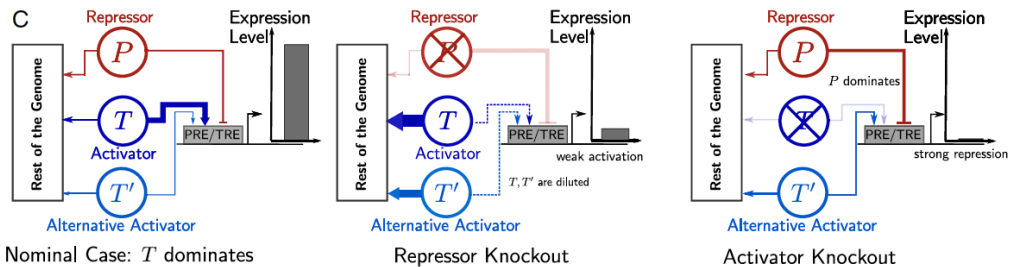 C
Repressor
P
Rest of the Genome
T
Activator
T′
Alternative Activator
PRE/TRE
Expression
Level
Nominal Case: T dominates
Repressor
P
Rest of the Genome
T
Activator
T′
Alternative Activator
PRE/TRE
Expression
Level
weak activation
T, T′ are diluted
Repressor Knockout
Repressor
P
Rest of the Genome
T
T′
Alternative Activator
PRE/TRE
Expression
Level
P dominates
strong repression
Activator Knockout